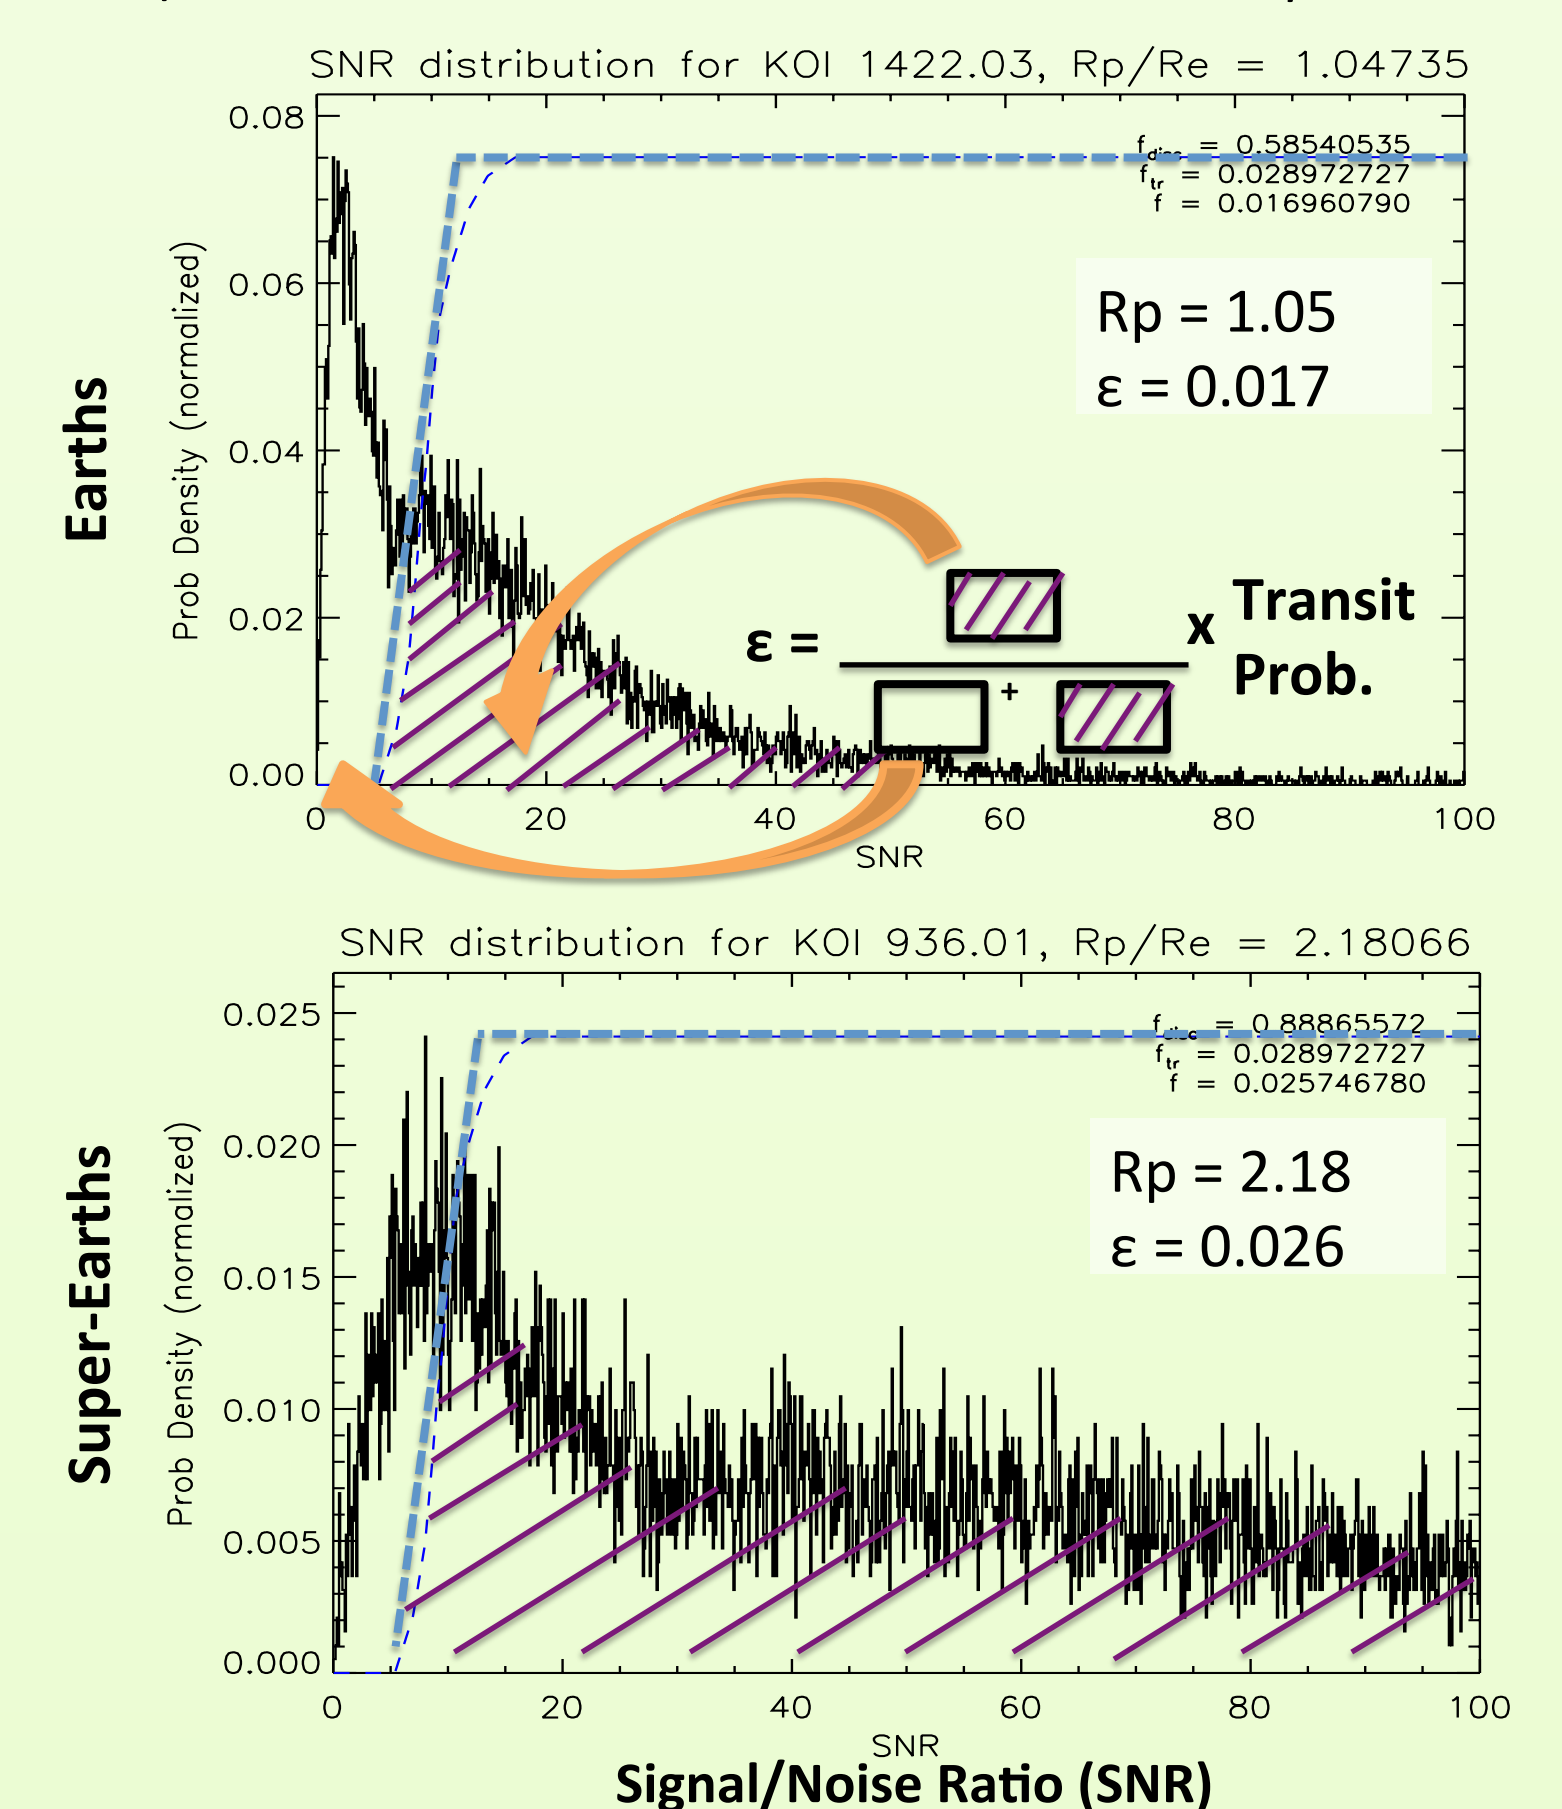 SNR distribution for KOI 1422.03, Rp/Re = 1.04735
0.08
0.06
0.04
0.02
0.00
Prob Density (normalized)
Earths
f_disc = 0.58540535
f_tr = 0.028972727
f = 0.016960790
Rp = 1.05
ε = 0.017
ε =
+
x
Transit
Prob.
0 20 40 60 80 100
SNR
SNR distribution for KOI 936.01, Rp/Re = 2.18066
0.025
0.020
0.015
0.010
0.005
0.000
Prob Density (normalized)
Super-Earths
f_disc = 0.88865572
f_tr = 0.028972727
f = 0.025746780
Rp = 2.18
ε = 0.026
0 20 40 60 80 100
SNR
Signal/Noise Ratio (SNR)